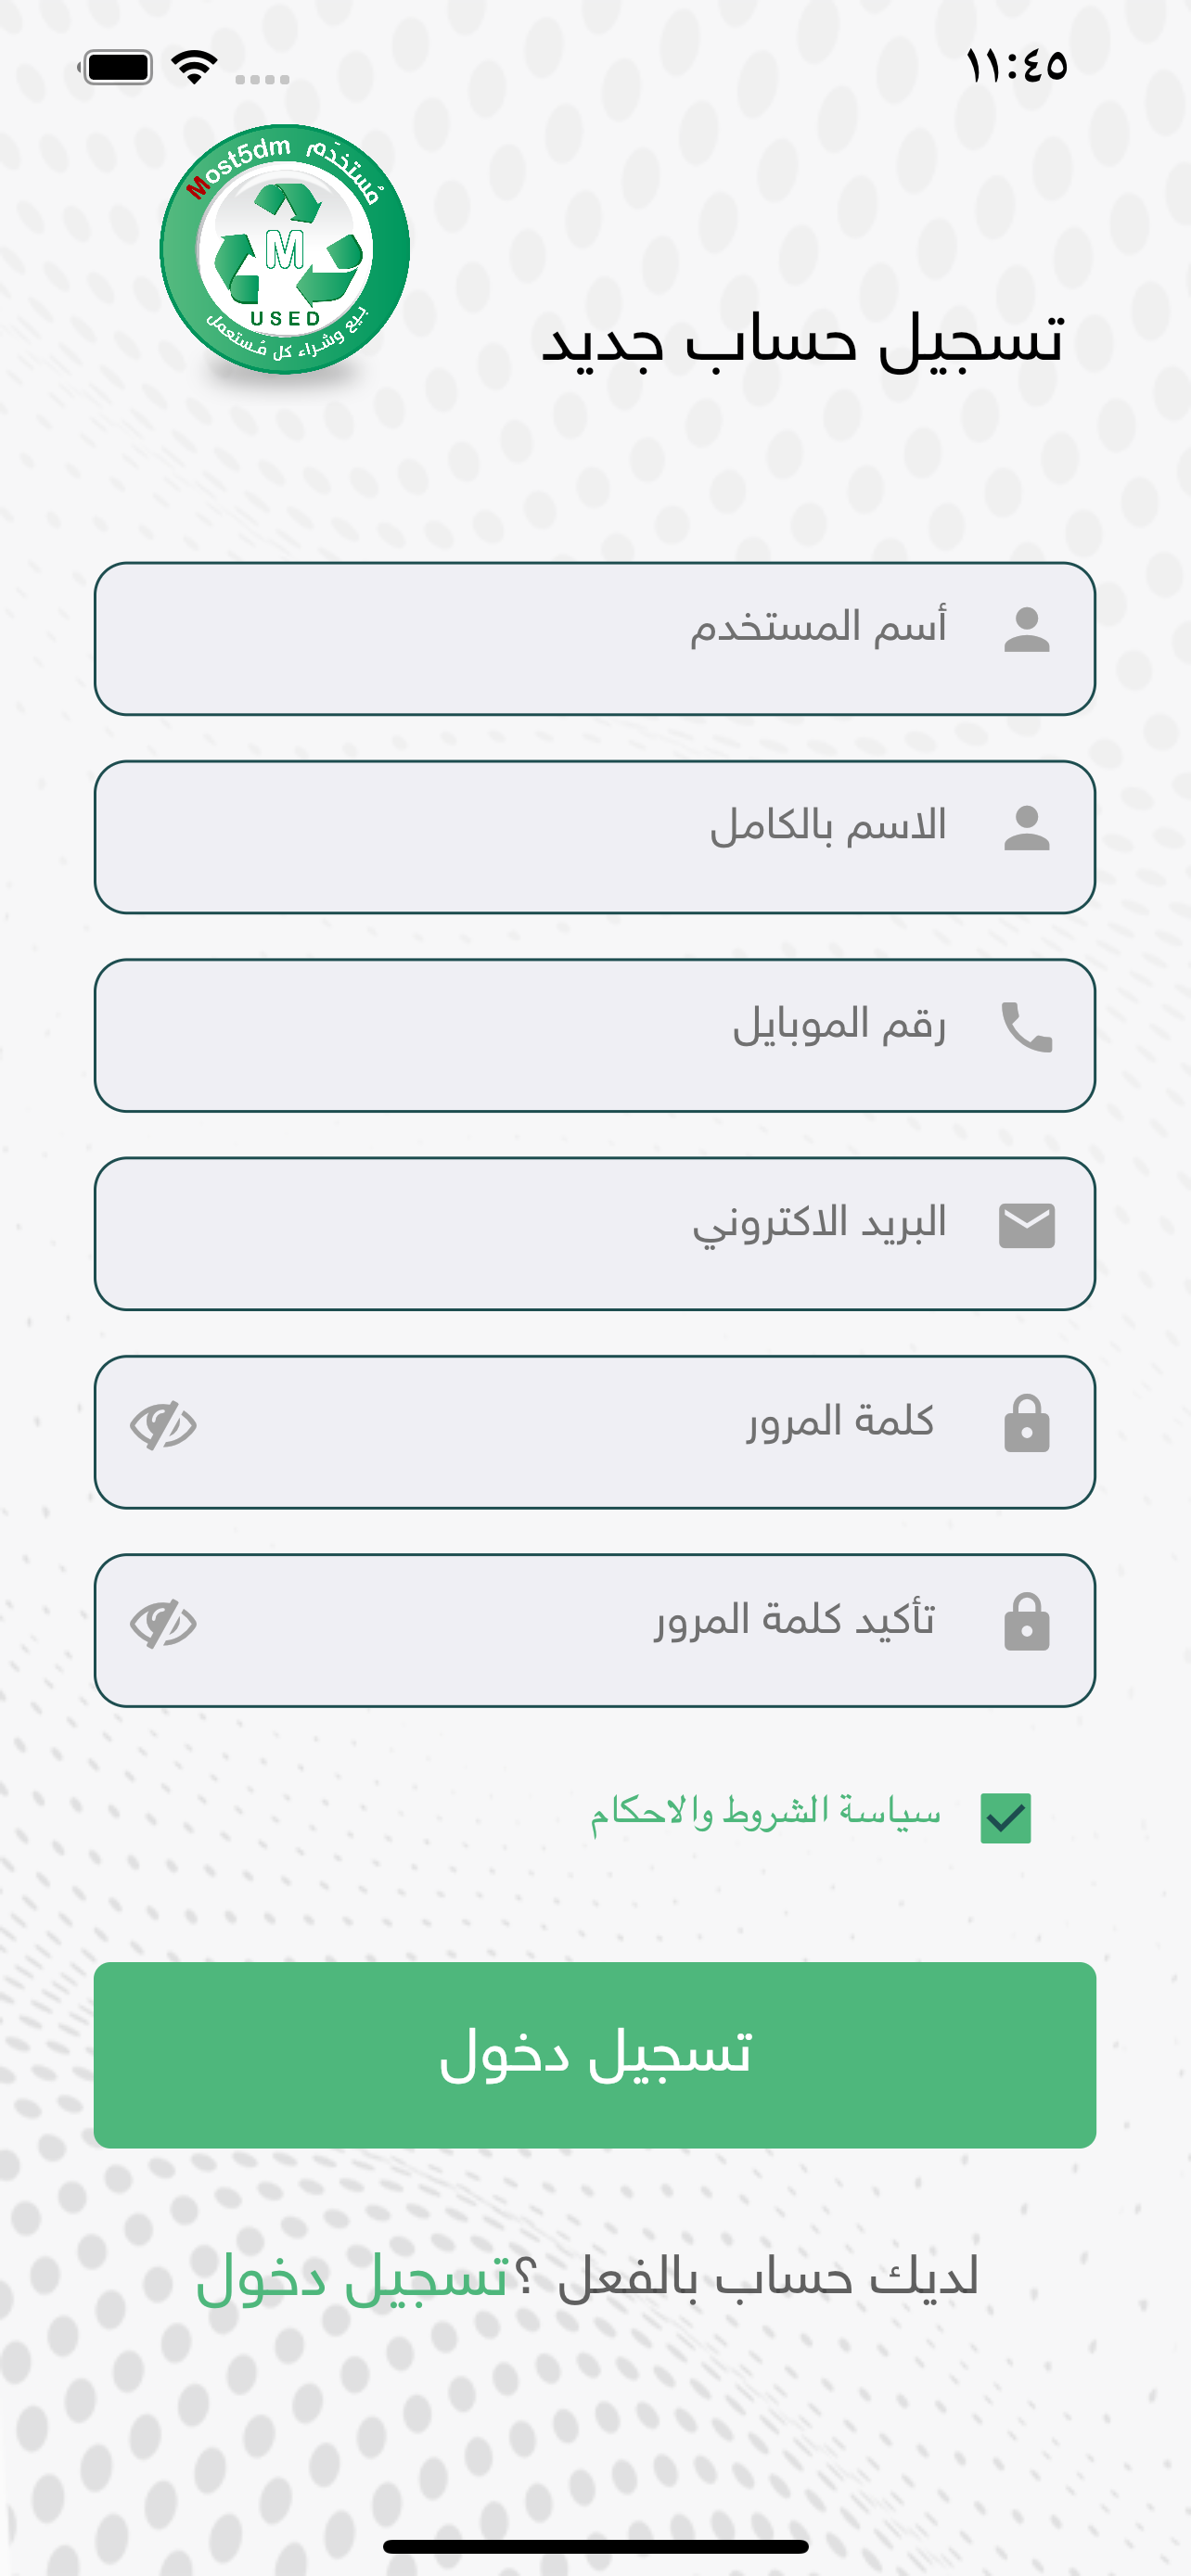 ١١:٤٥
Most5dm مُستخدَم
M
USED
بيع وشراء كل مُستعمل
تسجيل حساب جديد
أسم المستخدم
الاسم بالكامل
رقم الموبايل
البريد الاكتروني
كلمة المرور
تأكيد كلمة المرور
سياسة الشروط والاحكام
تسجيل دخول
لديك حساب بالفعل ؟تسجيل دخول